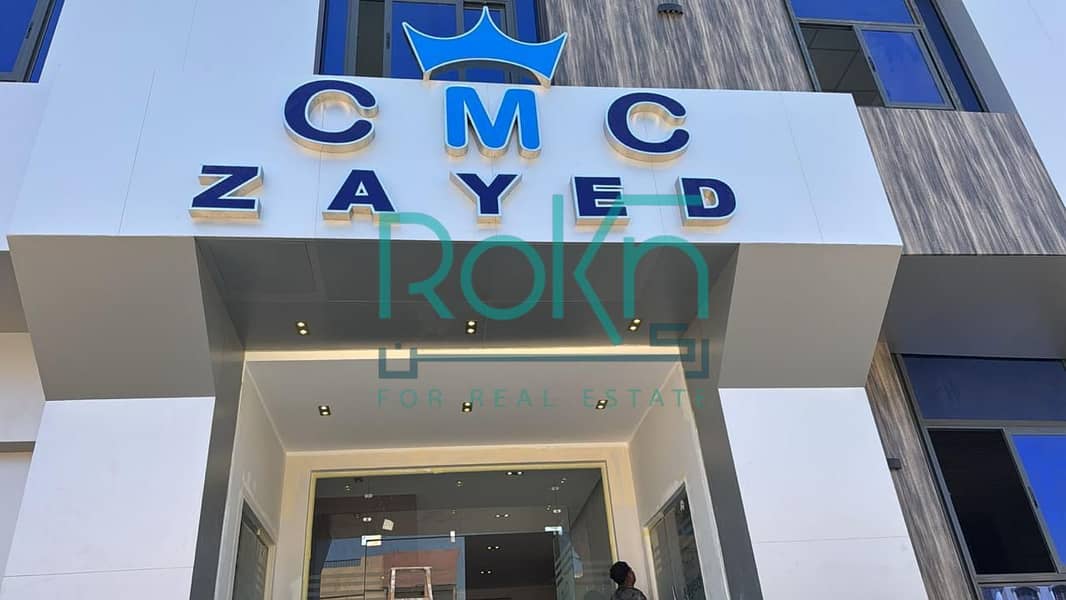 CMC
ZAYED
Rokn
FOR REAL ESTATE